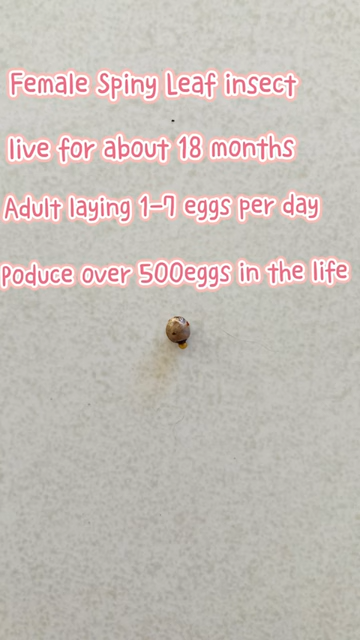 Female Spiny Leaf insect
live for about 18 months
Adult laying 1-7 eggs per day
Poduce over 500eggs in the life